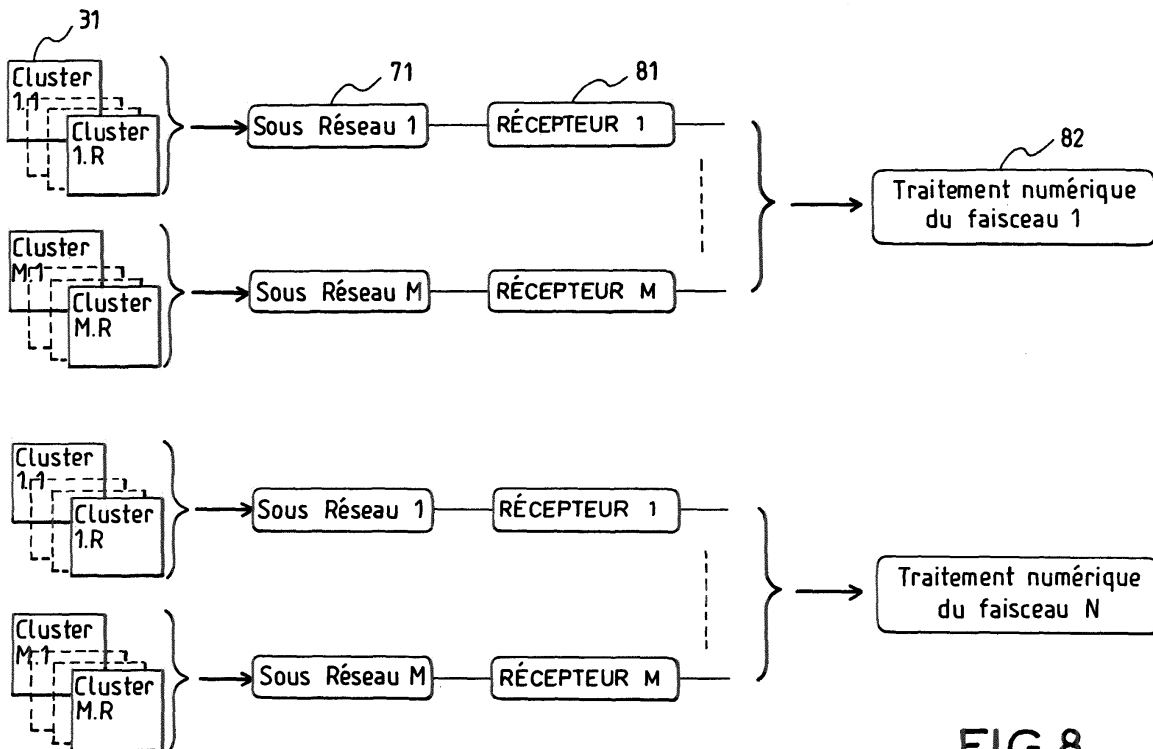 31
Cluster
1.1
Cluster
1.R
71
Sous Réseau 1
81
RÉCEPTEUR 1
82
Traitement numérique
du faisceau 1
Cluster
M.1
Cluster
M.R
Sous Réseau M
RÉCEPTEUR M
Cluster
1.1
Cluster
1.R
Sous Réseau 1
RÉCEPTEUR 1
Traitement numérique
du faisceau N
Cluster
M.1
Cluster
M.R
Sous Réseau M
RÉCEPTEUR M
FIG.8